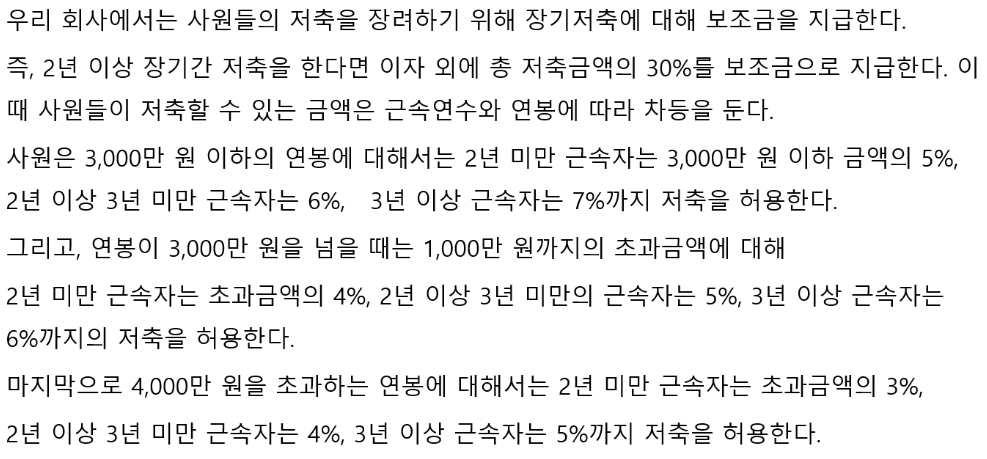 우리 회사에서는 사원들의 저축을 장려하기 위해 장기저축에 대해 보조금을 지급한다.
즉, 2년 이상 장기간 저축을 한다면 이자 외에 총 저축금액의 30%를 보조금으로 지급한다. 이
때 사원들이 저축할 수 있는 금액은 근속연수와 연봉에 따라 차등을 둔다.
사원은 3,000만 원 이하의 연봉에 대해서는 2년 미만 근속자는 3,000만 원 이하 금액의 5%,
2년 이상 3년 미만 근속자는 6%, 3년 이상 근속자는 7%까지 저축을 허용한다.
그리고, 연봉이 3,000만 원을 넘을 때는 1,000만 원까지의 초과금액에 대해
2년 미만 근속자는 초과금액의 4%, 2년 이상 3년 미만의 근속자는 5%, 3년 이상 근속자는
6%까지의 저축을 허용한다.
마지막으로 4,000만 원을 초과하는 연봉에 대해서는 2년 미만 근속자는 초과금액의 3%,
2년 이상 3년 미만 근속자는 4%, 3년 이상 근속자는 5%까지 저축을 허용한다.